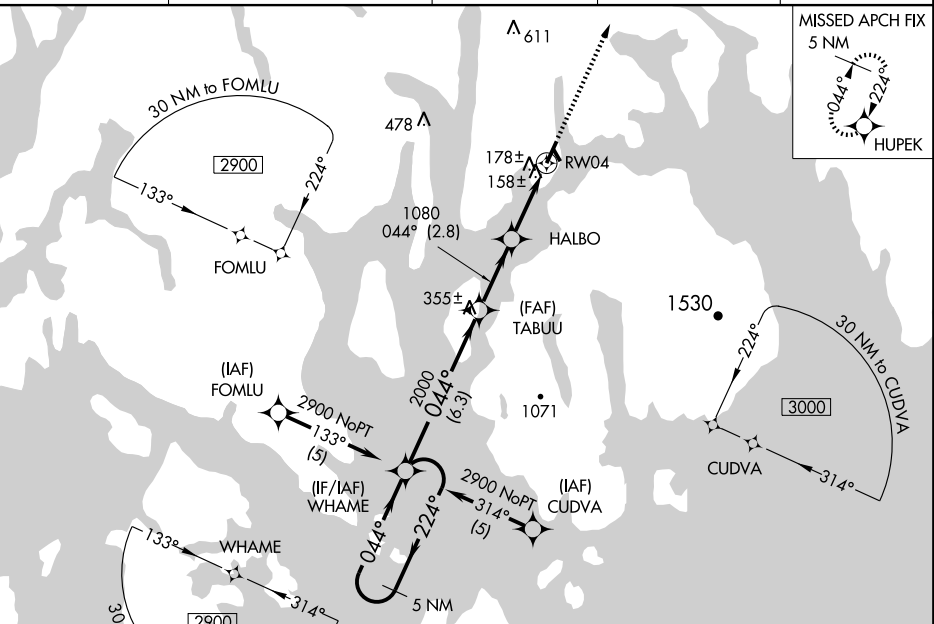 MISSED APCH FIX
5 NM
044°
224°
HUPEK
611
30 NM to FOMLU
2900
224°
133°
FOMLU
478
178±
158±
RW04
1080
044° (2.8)
HALBO
355±
(FAF)
TABUU
1530
224°
30 NM to CUDVA
3000
CUDVA
314°
(IAF)
FOMLU
2900 NoPT
133°
(5)
2000
044°
(6.3)
1071
(IF/IAF)
WHAME
2900 NoPT
314°
(5)
(IAF)
CUDVA
044°
224°
5 NM
133°
WHAME
314°
30
2900